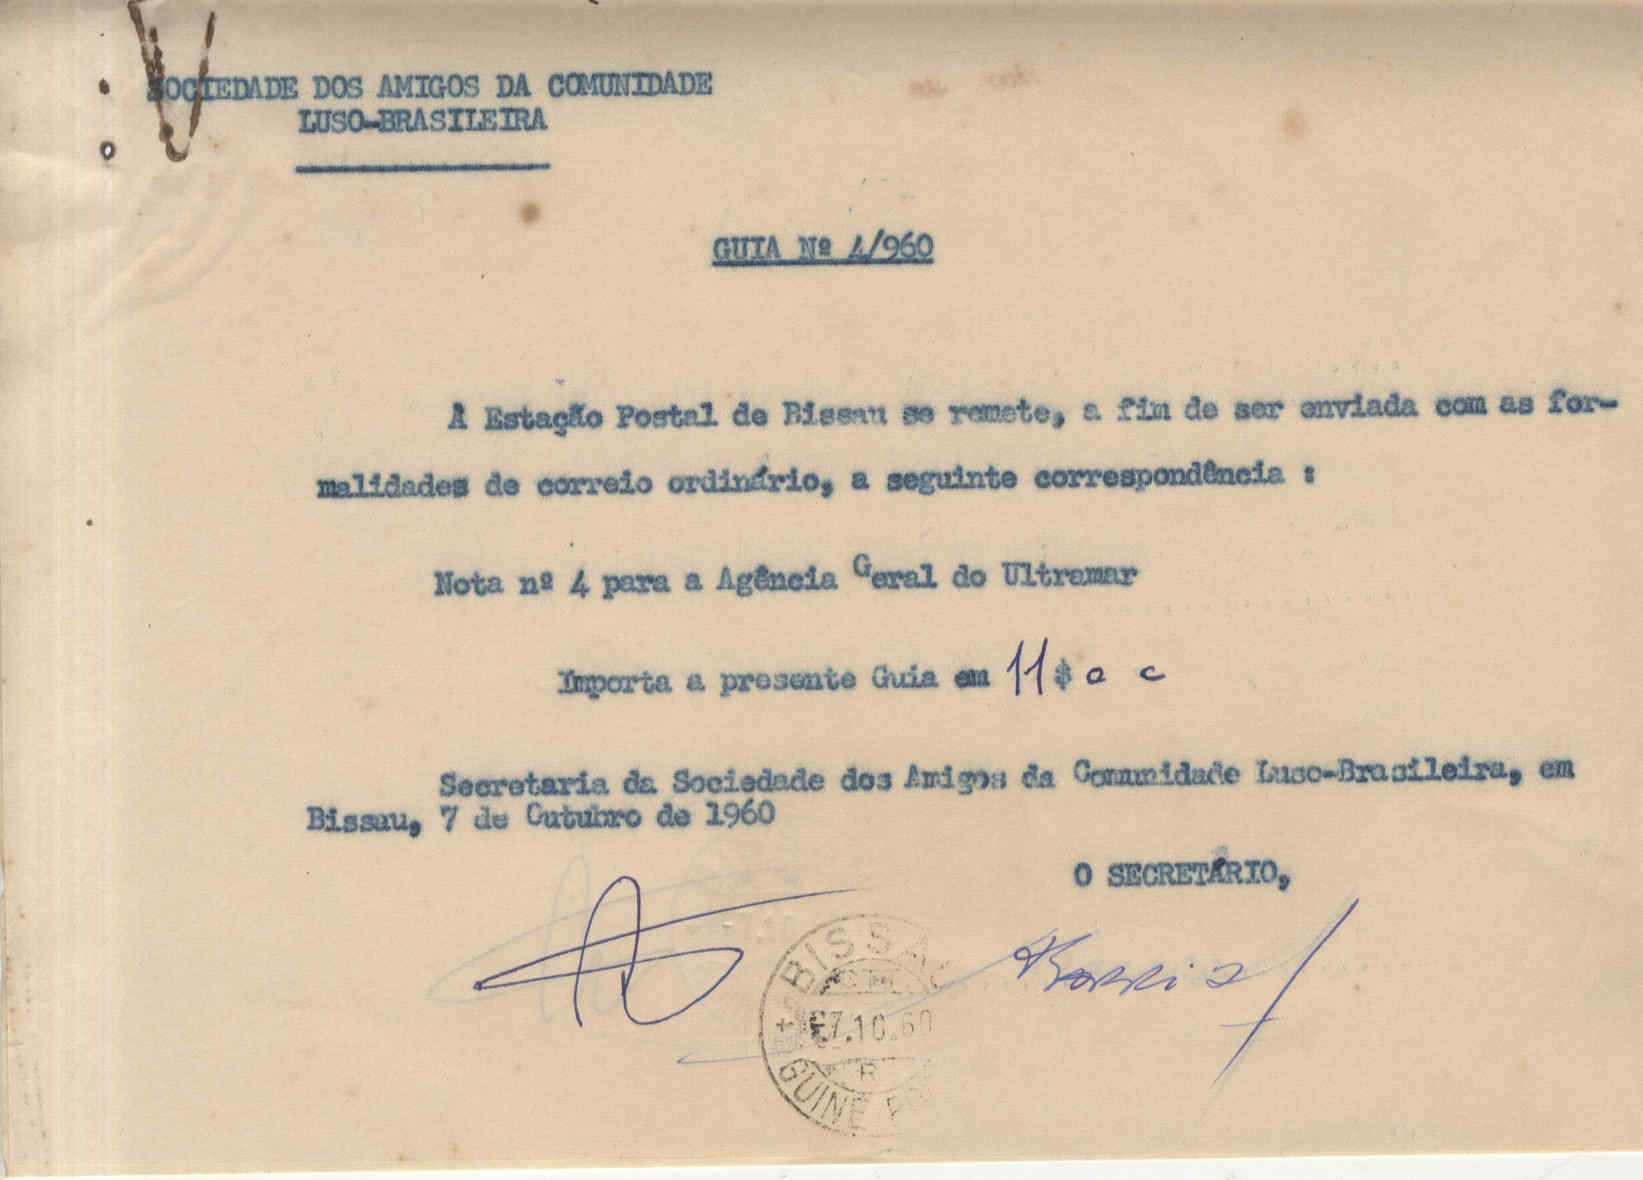 SOCIEDADE DOS AMIGOS DA COMUNIDADE
LUSO-BRASILEIRA
GUIA Nº 4/960
A Estação Postal de Bissau se remete, a fim de ser enviada com as for-
malidades de correio ordinário, a seguinte correspondência :
Nota nº 4 para a Agência Geral do Ultramar
Importa a presente Guia em 11$00
Secretaria da Sociedade dos Amigos da Comunidade Luso-Brasileira, em
Bissau, 7 de Outubro de 1960
O SECRETÁRIO,
BISSAU
7.10.60
R
GUINÉ